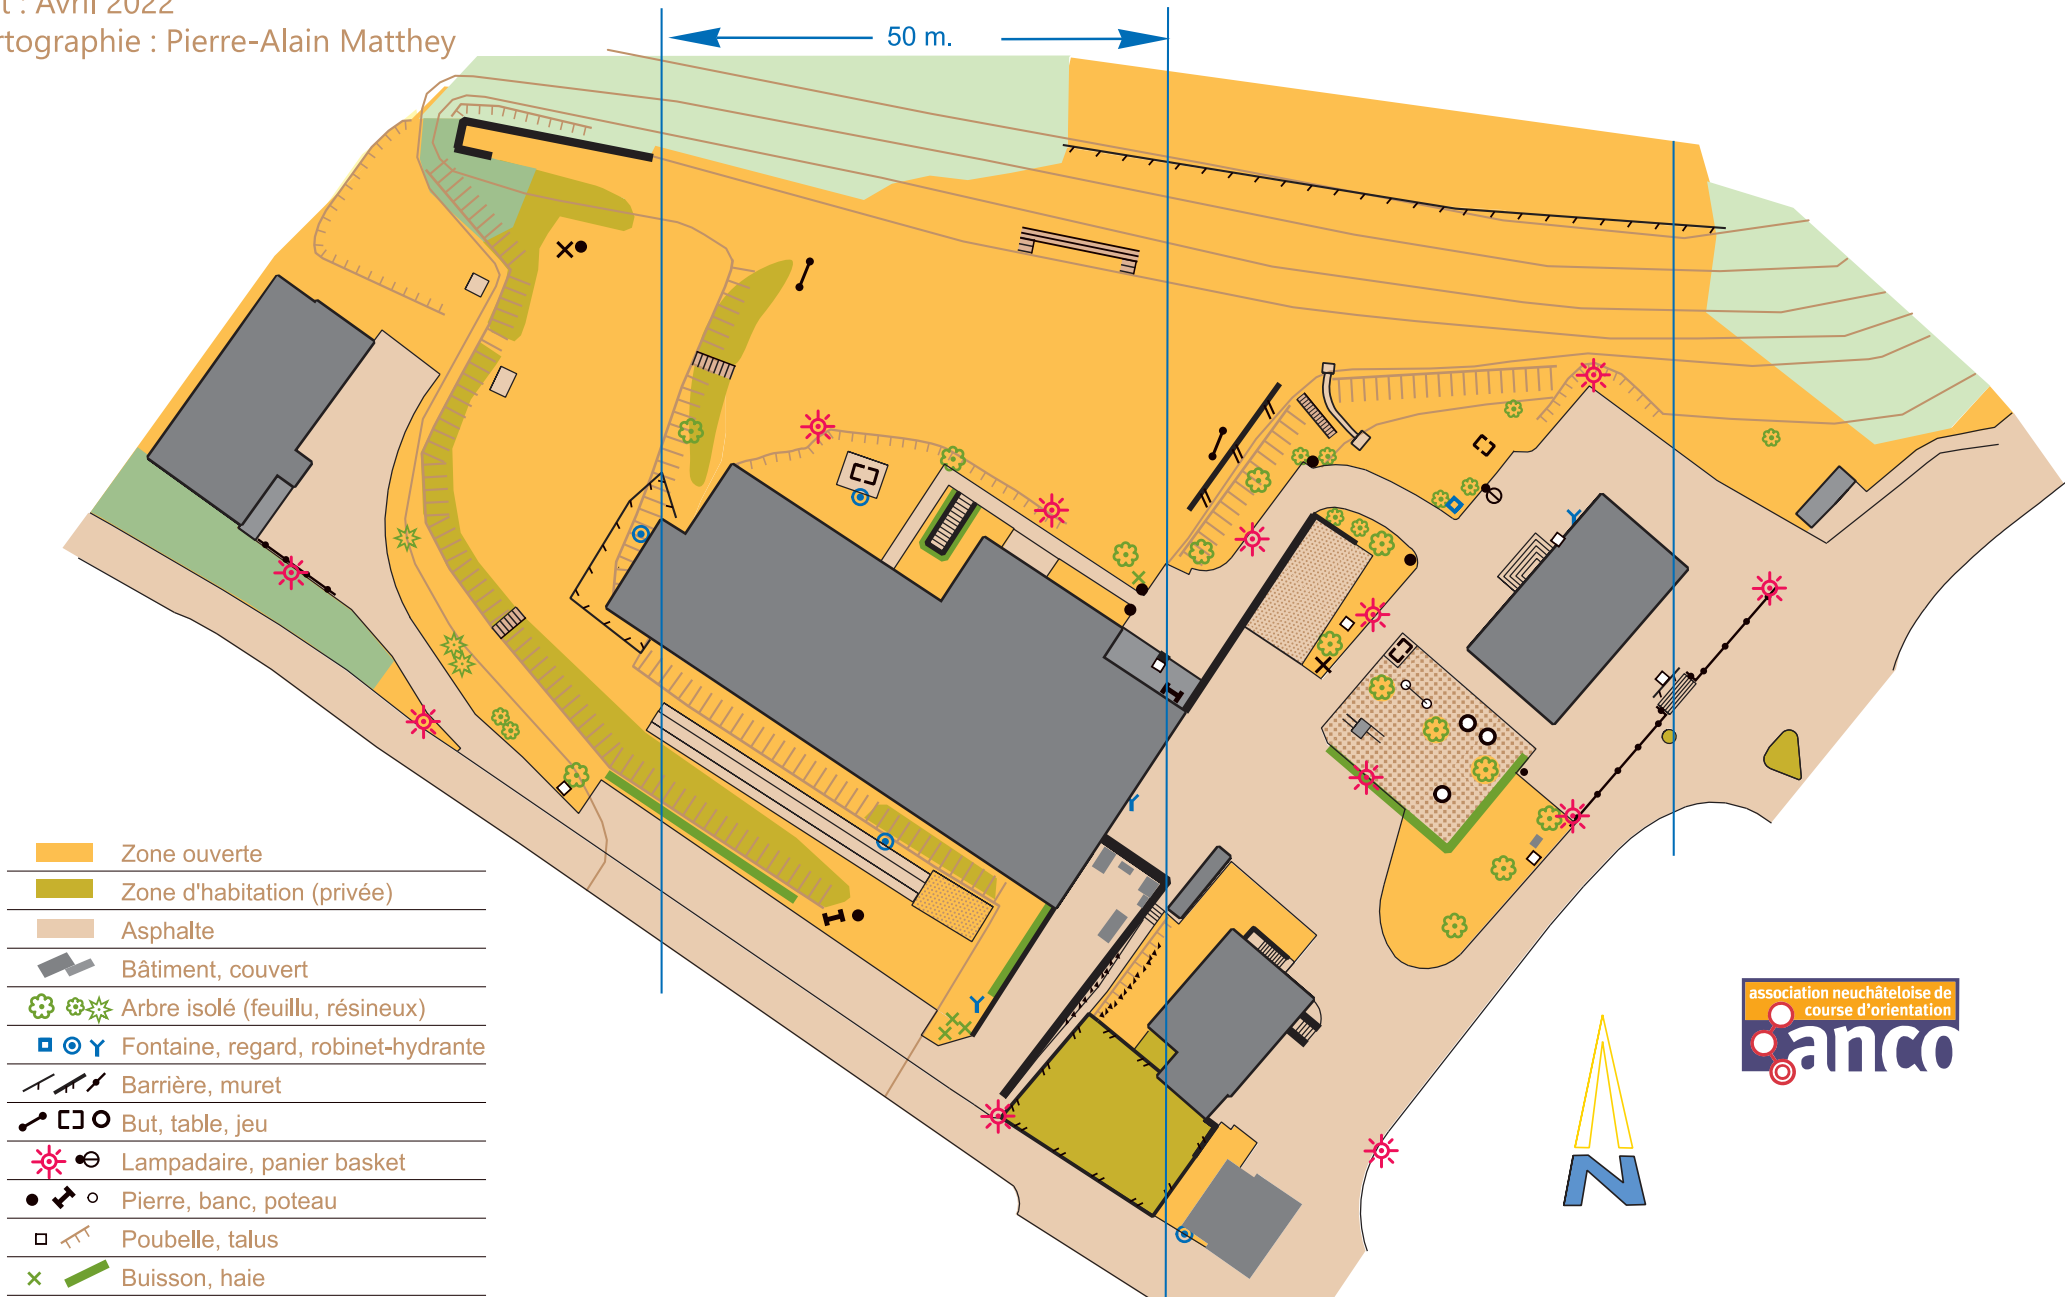 : Avril 2022
Pierre-Alain Matthey
50 m.
Zone ouverte
Zone d'habitation (privée)
Asphalte
Bâtiment, couvert
Arbre isolé (feuillu, résineux)
Fontaine, regard, robinet-hydrante
Barrière, muret
But, table, jeu
Lampadaire, panier basket
Pierre, banc, poteau
Poubelle, talus
Buisson, haie
association neuchâteloise de
course d'orientation
anco
N